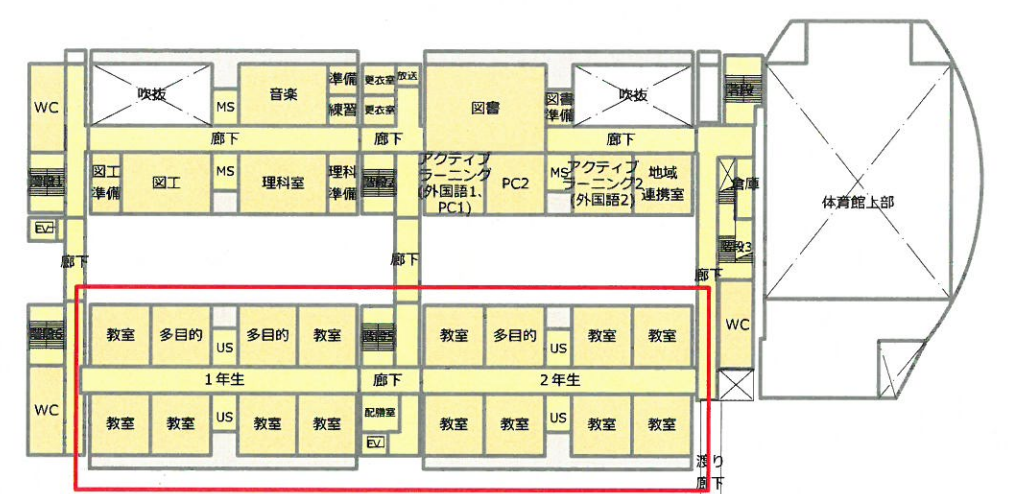 吹抜
音楽
準備
更衣室
放送
WC
MS
練習
更衣室
図書
図書
準備
吹抜
階段
廊下
廊下
廊下
階段1
図工
準備
図工
MS
理科室
理科
準備
階段2
アクティブ
ラーニング
(外国語1、
PC1)
PC2
MS
アクティブ
ラーニング2
(外国語2)
地域
連携室
倉庫
体育館上部
EV
廊下
廊下
廊下
階段3
階段6
教室
多目的
US
多目的
教室
階段5
教室
多目的
US
教室
教室
WC
1年生
廊下
2年生
WC
教室
教室
US
教室
教室
配膳室
EV
教室
教室
US
教室
教室
渡り
廊下